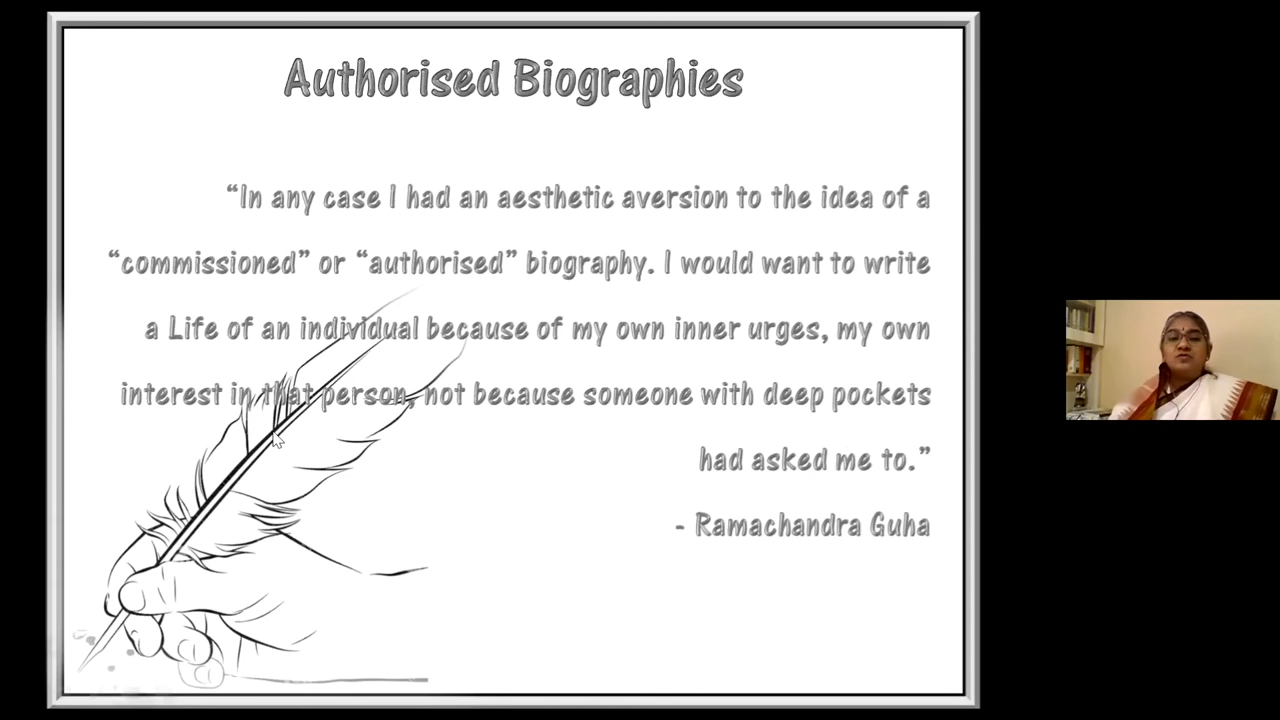 Authorised Biographies
“In any case I had an aesthetic aversion to the idea of a
“commissioned” or “authorised” biography. I would want to write
a Life of an individual because of my own inner urges, my own
interest in that person, not because someone with deep pockets
had asked me to.”
- Ramachandra Guha